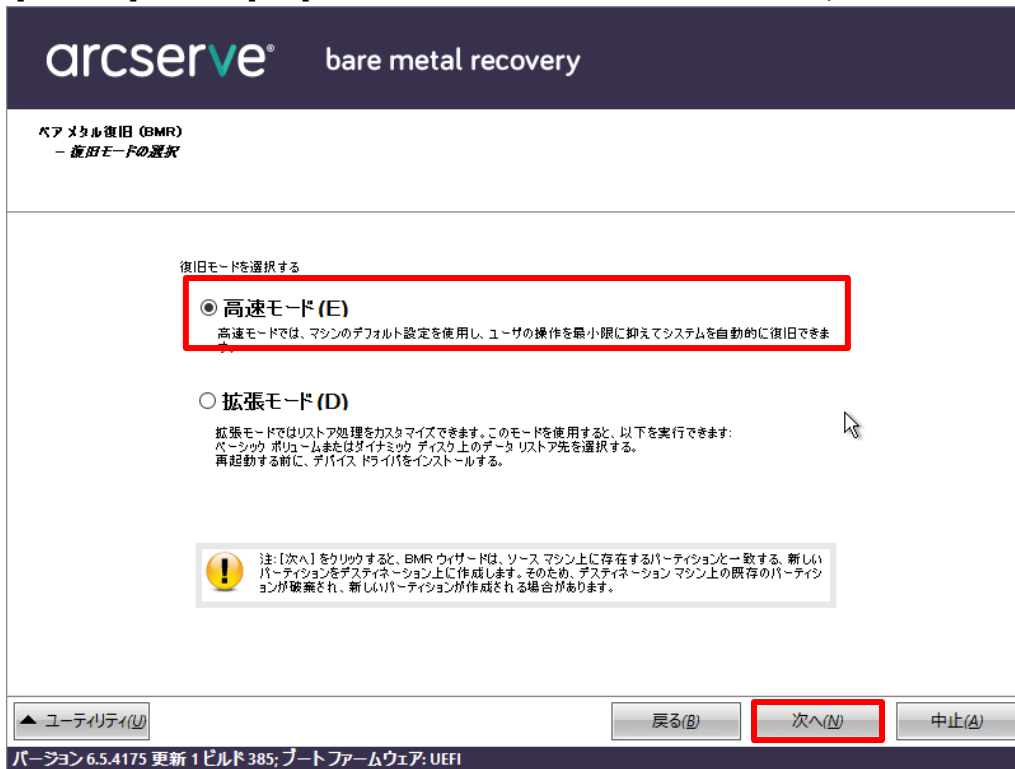 arcserve® bare metal recovery
ベア メタル復旧 (BMR)
– 復旧モードの選択
復旧モードを選択する
高速モード(E)
高速モードでは、マシンのデフォルト設定を使用し、ユーザの操作を最小限に抑えてシステムを自動的に復旧できま
す。
拡張モード(D)
拡張モードではリストア処理をカスタマイズできます。このモードを使用すると、以下を実行できます:
ベーシック ボリュームまたはダイナミック ディスク上のデータ リストア先を選択する。
再起動する前に、デバイス ドライバをインストールする。
注: [次へ] をクリックすると、BMR ウィザードは、ソース マシン上に存在するパーティションと一致する、新しい
パーティションをデスティネーション上に作成します。そのため、デスティネーション マシン上の既存のパーティシ
ョンが破棄され、新しいパーティションが作成される場合があります。
▲ ユーティリティ(U) 戻る(B) 次へ(N) 中止(A)
バージョン 6.5.4175 更新 1 ビルド 385; ブート ファームウェア: UEFI